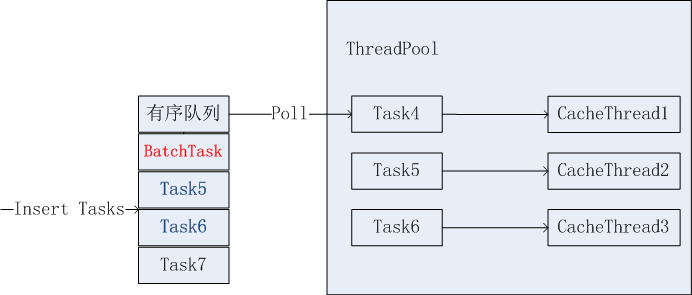 ThreadPool
有序队列
Poll
Task4
CacheThread1
BatchTask
Task5
Task5
CacheThread2
Insert Tasks
Task6
Task6
CacheThread3
Task7